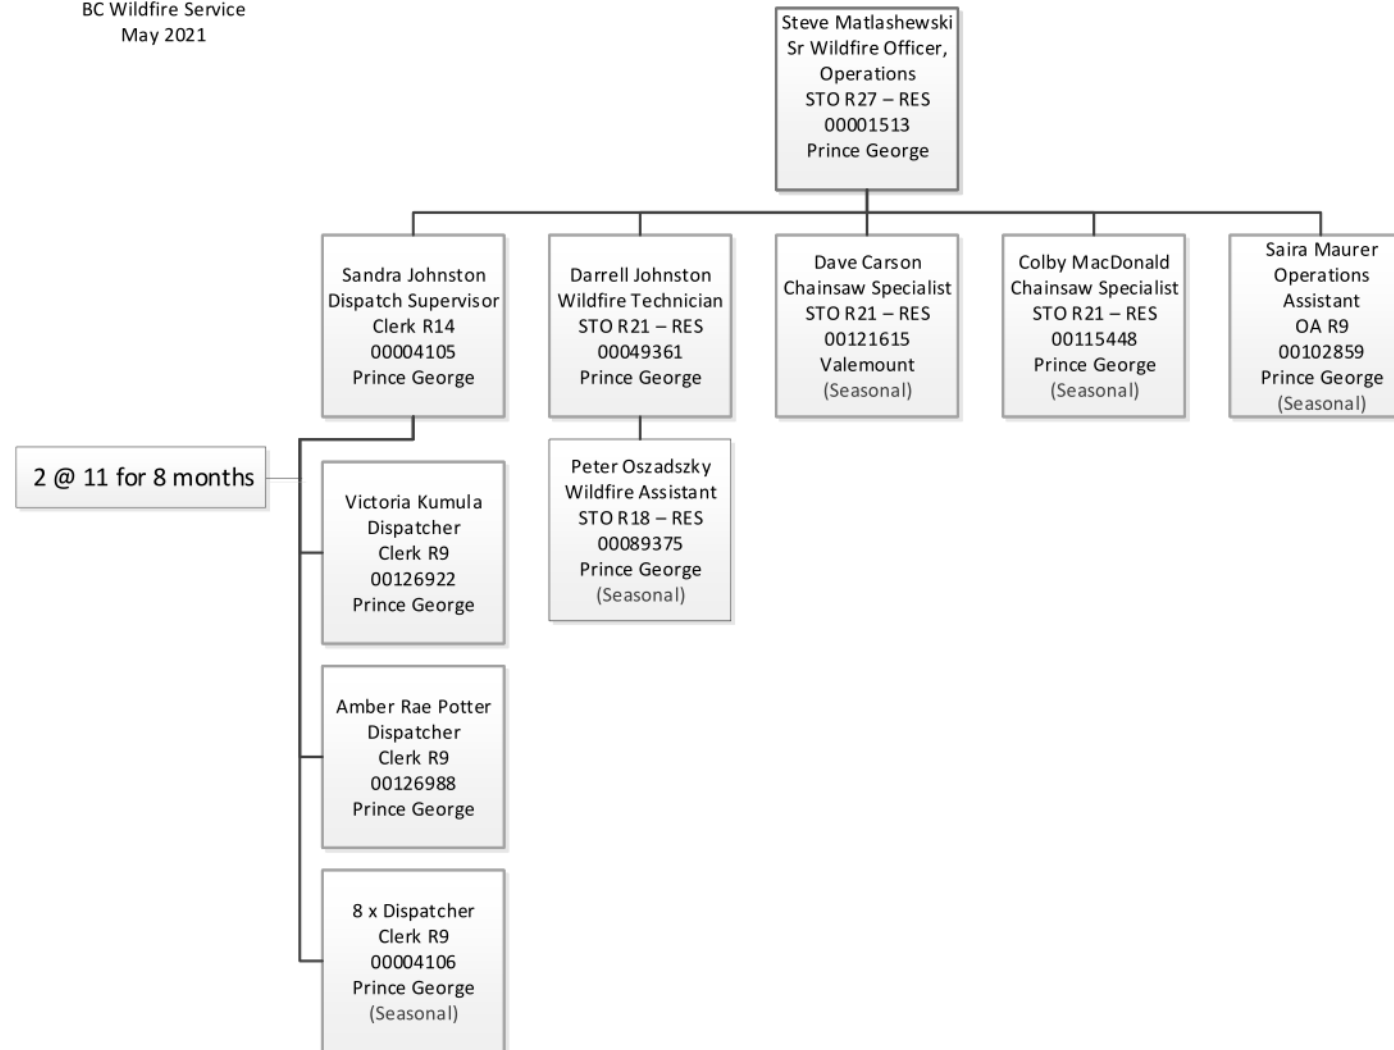 BC Wildfire Service
May 2021
Steve Matlashewski
Sr Wildfire Officer,
Operations
STO R27 – RES
00001513
Prince George
Sandra Johnston
Dispatch Supervisor
Clerk R14
00004105
Prince George
Darrell Johnston
Wildfire Technician
STO R21 – RES
00049361
Prince George
Dave Carson
Chainsaw Specialist
STO R21 – RES
00121615
Valemount
(Seasonal)
Colby MacDonald
Chainsaw Specialist
STO R21 – RES
00115448
Prince George
(Seasonal)
Saira Maurer
Operations
Assistant
OA R9
00102859
Prince George
(Seasonal)
2 @ 11 for 8 months
Victoria Kumula
Dispatcher
Clerk R9
00126922
Prince George
Peter Oszadszky
Wildfire Assistant
STO R18 – RES
00089375
Prince George
(Seasonal)
Amber Rae Potter
Dispatcher
Clerk R9
00126988
Prince George
8 x Dispatcher
Clerk R9
00004106
Prince George
(Seasonal)